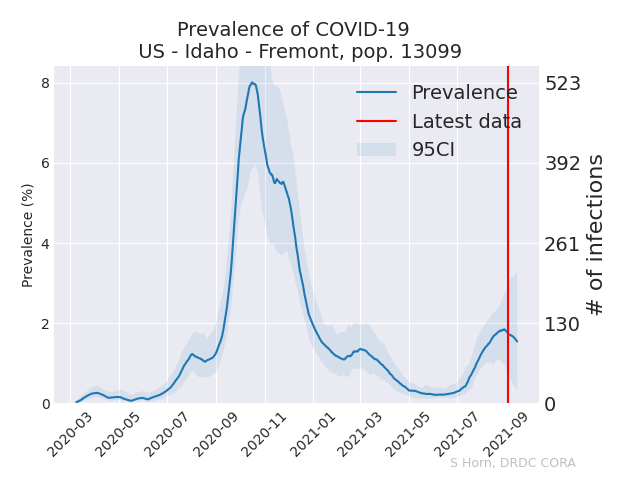 Prevalence of COVID-19
US - Idaho - Fremont, pop. 13099
Prevalence (%)
8
6
4
2
0
523
392
261
130
0
# of infections
Prevalence
Latest data
95CI
2020-03
2020-05
2020-07
2020-09
2020-11
2021-01
2021-03
2021-05
2021-07
2021-09
S Horn, DRDC CORA